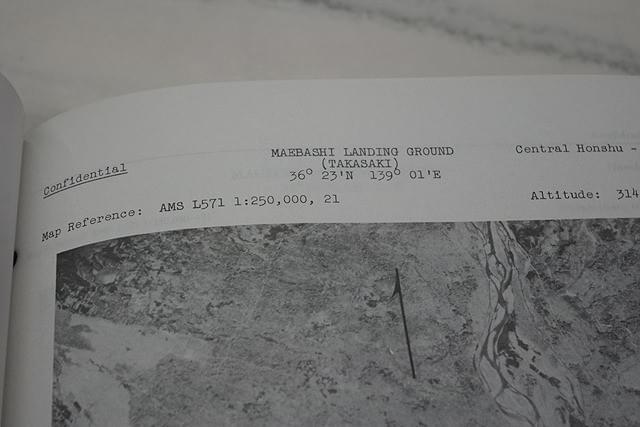 Confidential
MAEBASHI LANDING GROUND
(TAKASAKI)
36° 23'N 139° 01'E
Central Honshu -
Map Reference: AMS L571 1:250,000, 21
Altitude: 314